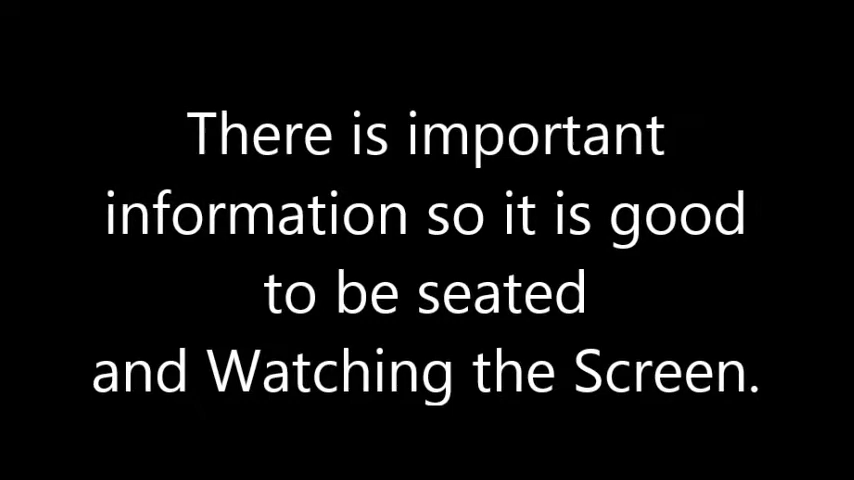 There is important
information so it is good
to be seated
and Watching the Screen.